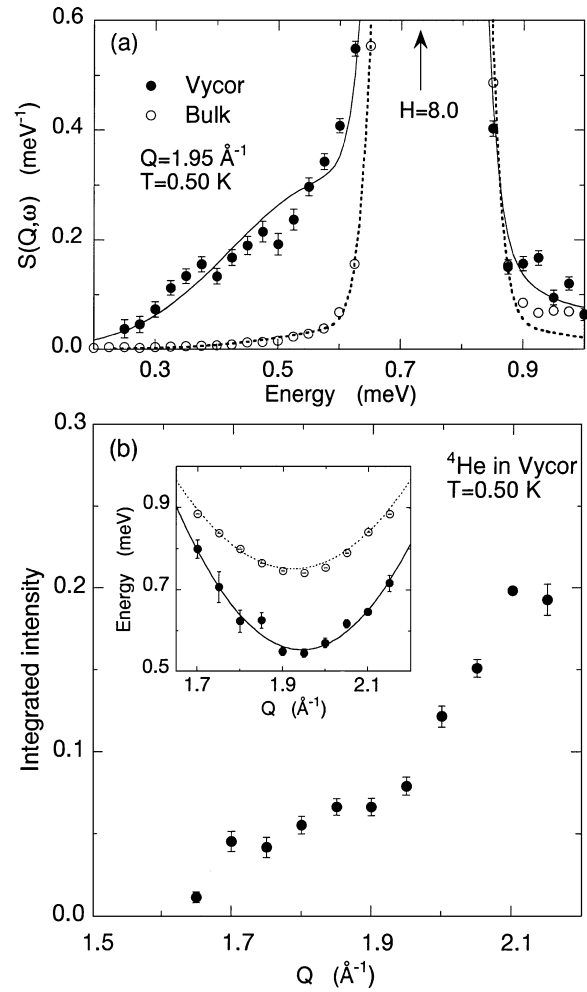 (a)
0.6
0.4
0.2
0.0
S(Q,ω) (meV⁻¹)
● Vycor
○ Bulk
Q=1.95 Å⁻¹
T=0.50 K
H=8.0
0.3 0.5 0.7 0.9
Energy (meV)
(b)
0.3
0.2
0.1
0.0
Integrated intensity
⁴He in Vycor
T=0.50 K
0.9
0.7
0.5
Energy (meV)
1.7 1.9 2.1
Q (Å⁻¹)
1.5 1.7 1.9 2.1
Q (Å⁻¹)